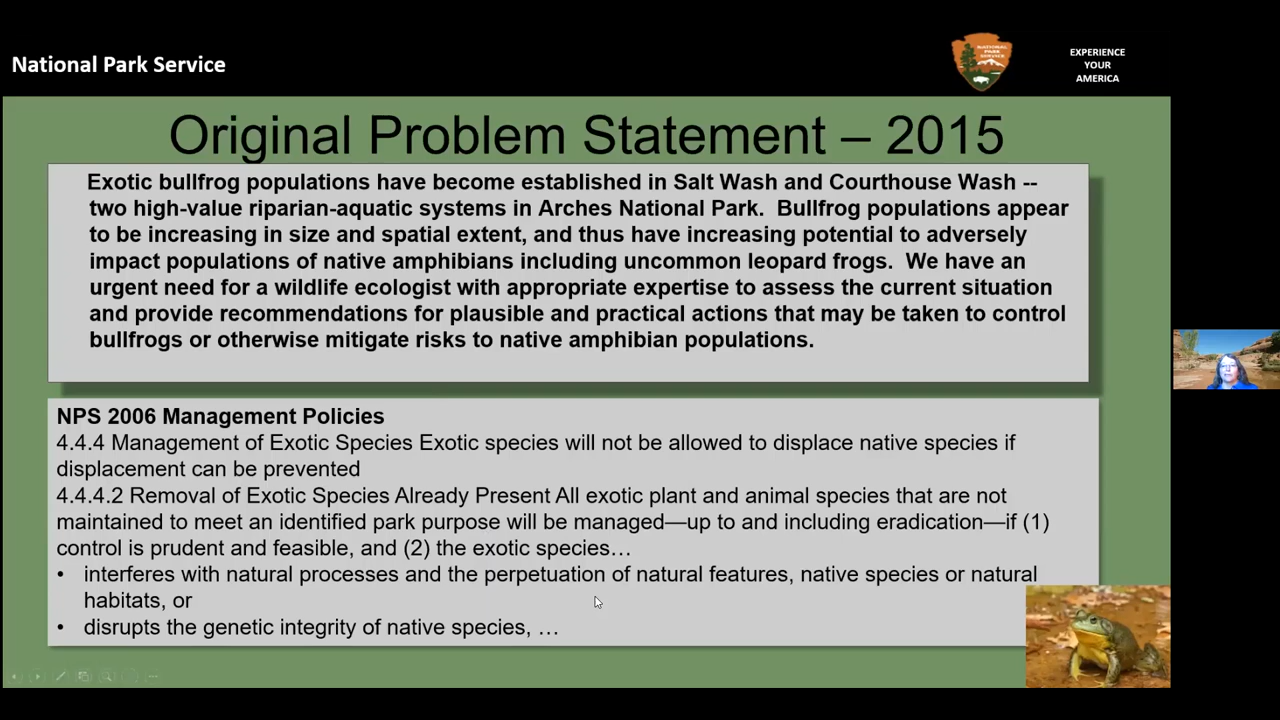 National Park Service
NATIONAL
PARK
SERVICE
EXPERIENCE
YOUR
AMERICA
Original Problem Statement – 2015
Exotic bullfrog populations have become established in Salt Wash and Courthouse Wash --
two high-value riparian-aquatic systems in Arches National Park.  Bullfrog populations appear
to be increasing in size and spatial extent, and thus have increasing potential to adversely
impact populations of native amphibians including uncommon leopard frogs.  We have an
urgent need for a wildlife ecologist with appropriate expertise to assess the current situation
and provide recommendations for plausible and practical actions that may be taken to control
bullfrogs or otherwise mitigate risks to native amphibian populations.
NPS 2006 Management Policies
4.4.4 Management of Exotic Species Exotic species will not be allowed to displace native species if
displacement can be prevented
4.4.4.2 Removal of Exotic Species Already Present All exotic plant and animal species that are not
maintained to meet an identified park purpose will be managed—up to and including eradication—if (1)
control is prudent and feasible, and (2) the exotic species…
• interferes with natural processes and the perpetuation of natural features, native species or natural
habitats, or
• disrupts the genetic integrity of native species, …